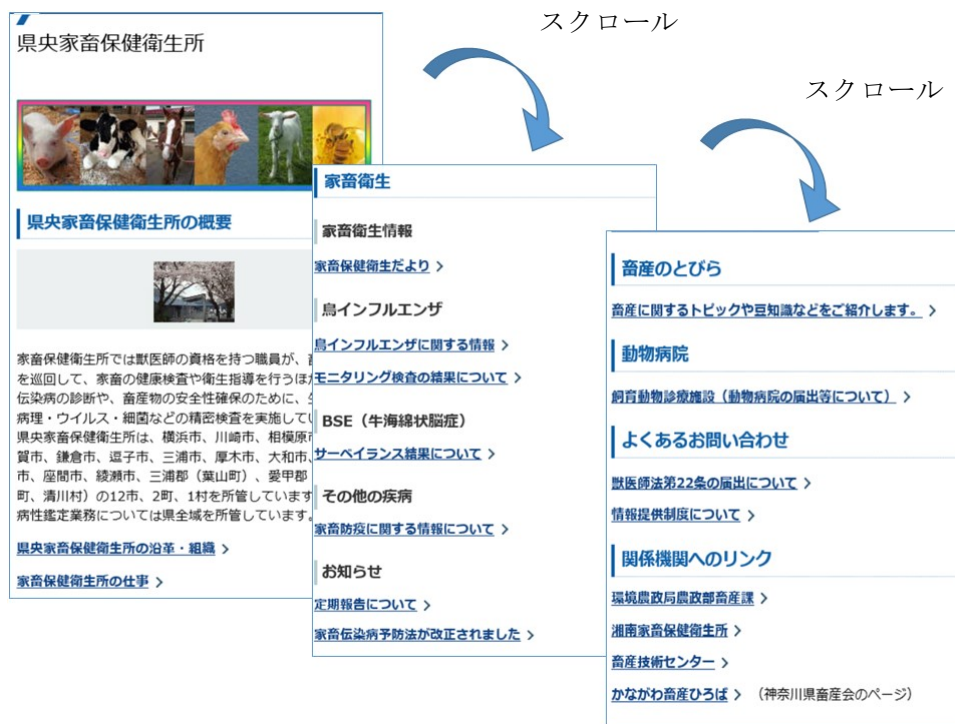 スクロール
スクロール
県央家畜保健衛生所
県央家畜保健衛生所の概要
家畜保健衛生所では獣医師の資格を持つ職員が、
を巡回して、家畜の健康検査や衛生指導を行うほか
伝染病の診断や、畜産物の安全性確保のために、
病理・ウイルス・細菌などの精密検査を実施して
県央家畜保健衛生所は、横浜市、川崎市、相模原
賀市、鎌倉市、逗子市、三浦市、厚木市、大和市、
市、座間市、綾瀬市、三浦郡（葉山町）、愛甲郡
町、清川村）の12市、2町、1村を所管しています
病性鑑定業務については県全域を所管しています。
県央家畜保健衛生所の沿革・組織 >
家畜保健衛生所の仕事 >
家畜衛生
家畜衛生情報
家畜保健衛生だより >
鳥インフルエンザ
鳥インフルエンザに関する情報 >
モニタリング検査の結果について >
BSE（牛海綿状脳症）
サーベイランス結果について >
その他の疾病
家畜防疫に関する情報について >
お知らせ
定期報告について >
家畜伝染病予防法が改正されました >
畜産のとびら
畜産に関するトピックや豆知識などをご紹介します。 >
動物病院
飼育動物診療施設（動物病院の届出等について） >
よくあるお問い合わせ
獣医師法第22条の届出について >
情報提供制度について >
関係機関へのリンク
環境農政局農政部畜産課 >
湘南家畜保健衛生所 >
畜産技術センター >
かながわ畜産ひろば > （神奈川県畜産会のページ）